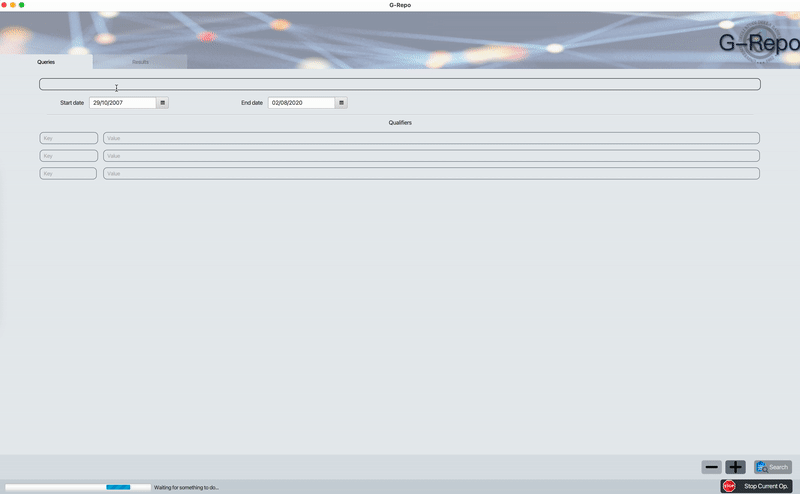 G-Repo
G-Repo
Queries
Results
Start date 29/10/2007 End date 02/08/2020
Qualifiers
Key Value
Key Value
Key Value
Search
Waiting for something to do...
STOP Stop Current Op.